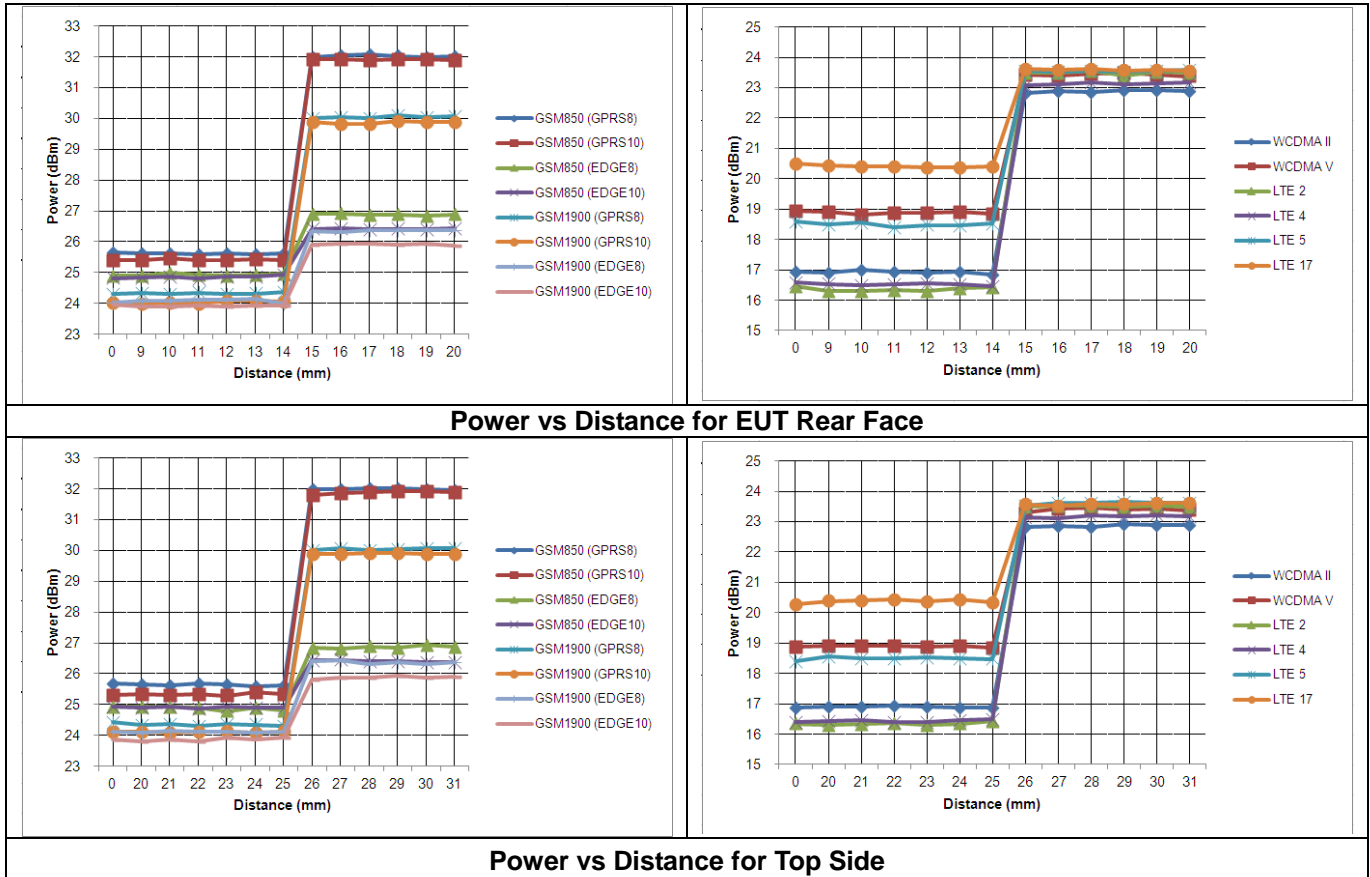 33
32
31
30
29
28
27
26
25
24
23
Power (dBm)
0 9 10 11 12 13 14 15 16 17 18 19 20
Distance (mm)
GSM850 (GPRS8)
GSM850 (GPRS10)
GSM850 (EDGE8)
GSM850 (EDGE10)
GSM1900 (GPRS8)
GSM1900 (GPRS10)
GSM1900 (EDGE8)
GSM1900 (EDGE10)
25
24
23
22
21
20
19
18
17
16
15
Power (dBm)
0 9 10 11 12 13 14 15 16 17 18 19 20
Distance (mm)
WCDMA II
WCDMA V
LTE 2
LTE 4
LTE 5
LTE 17
Power vs Distance for EUT Rear Face
33
32
31
30
29
28
27
26
25
24
23
Power (dBm)
0 20 21 22 23 24 25 26 27 28 29 30 31
Distance (mm)
GSM850 (GPRS8)
GSM850 (GPRS10)
GSM850 (EDGE8)
GSM850 (EDGE10)
GSM1900 (GPRS8)
GSM1900 (GPRS10)
GSM1900 (EDGE8)
GSM1900 (EDGE10)
25
24
23
22
21
20
19
18
17
16
15
Power (dBm)
0 20 21 22 23 24 25 26 27 28 29 30 31
Distance (mm)
WCDMA II
WCDMA V
LTE 2
LTE 4
LTE 5
LTE 17
Power vs Distance for Top Side